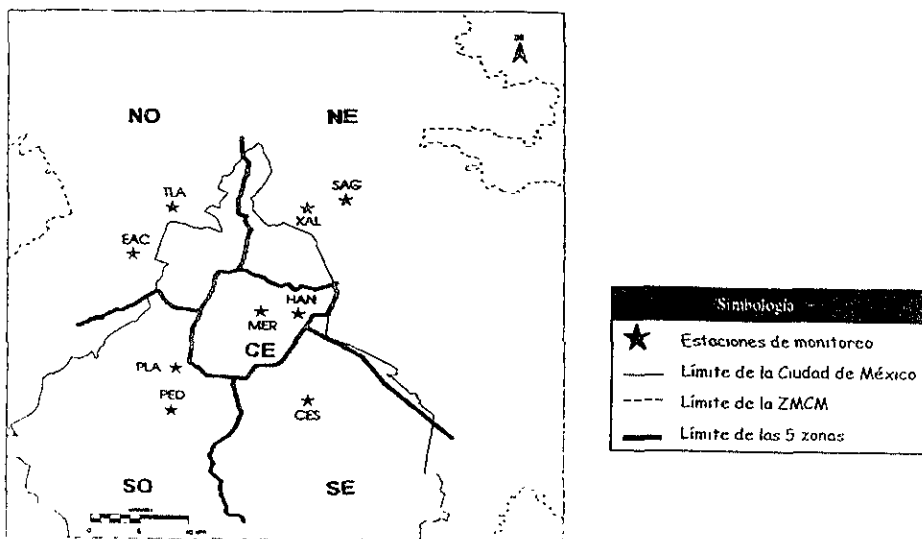 NO
NE
TLA
SAG
XAL
EAC
HAN
MER
CE
PLA
PED
CES
SO
SE
Simbología
Estaciones de monitoreo
Límite de la Ciudad de México
Límite de la ZMCM
Límite de las 5 zonas